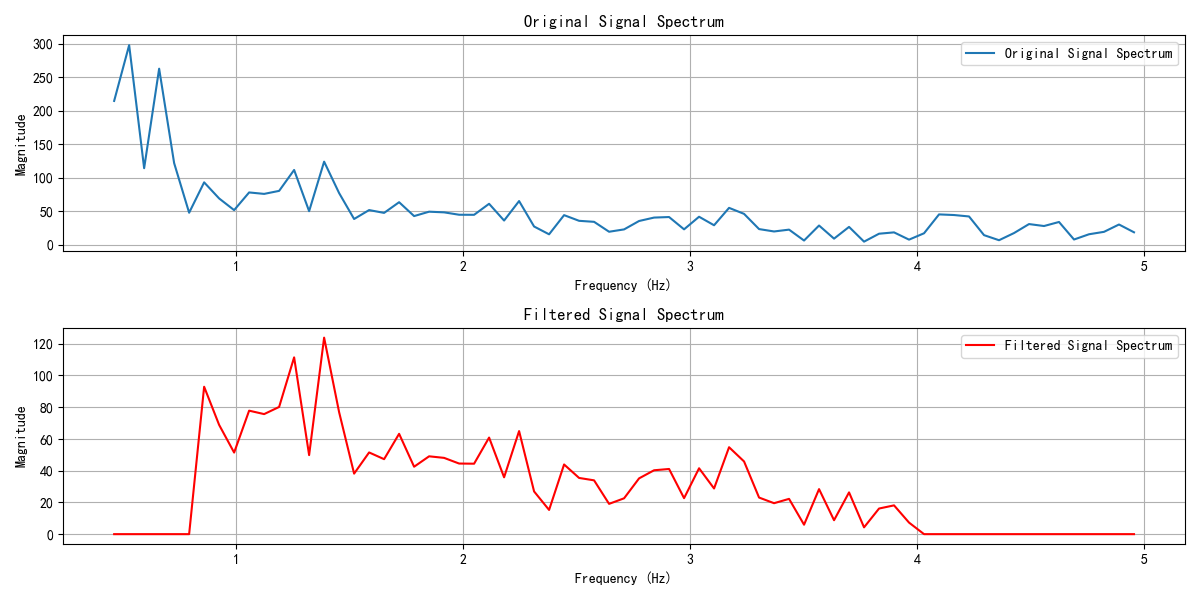 Original Signal Spectrum
300
250
200
150
100
50
0
Magnitude
Original Signal Spectrum
1 2 3 4 5
Frequency (Hz)
Filtered Signal Spectrum
120
100
80
60
40
20
0
Magnitude
Filtered Signal Spectrum
1 2 3 4 5
Frequency (Hz)